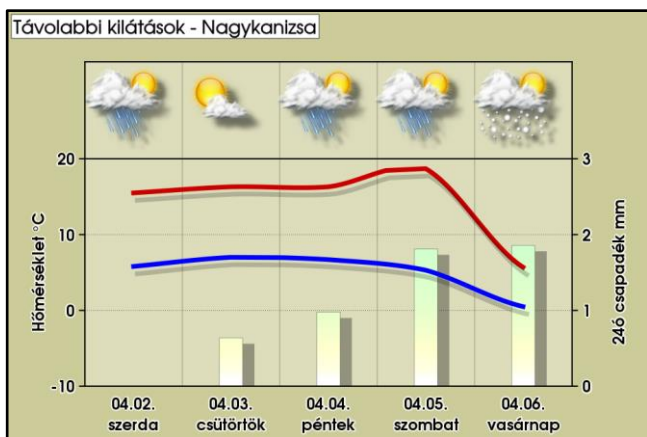 Távolabbi kilátások - Nagykanizsa
20
10
0
-10
Hőmérséklet °C
3
2
1
0
24ó csapadék mm
04.02. 04.03. 04.04. 04.05. 04.06.
szerda csütörtök péntek szombat vasárnap